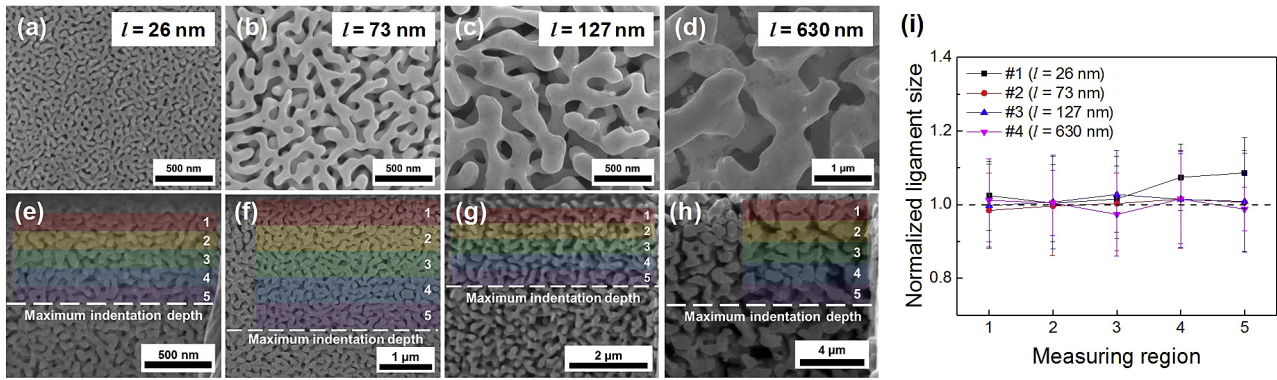 (a) l = 26 nm
500 nm
(b) l = 73 nm
500 nm
(c) l = 127 nm
500 nm
(d) l = 630 nm
1 µm
(e)
1
2
3
4
5
Maximum indentation depth
500 nm
(f)
1
2
3
4
5
Maximum indentation depth
1 µm
(g)
1
2
3
4
5
Maximum indentation depth
2 µm
(h)
1
2
3
4
5
Maximum indentation depth
4 µm
(i)
Normalized ligament size
1.4
1.2
1.0
0.8
#1 (l = 26 nm)
#2 (l = 73 nm)
#3 (l = 127 nm)
#4 (l = 630 nm)
1 2 3 4 5
Measuring region